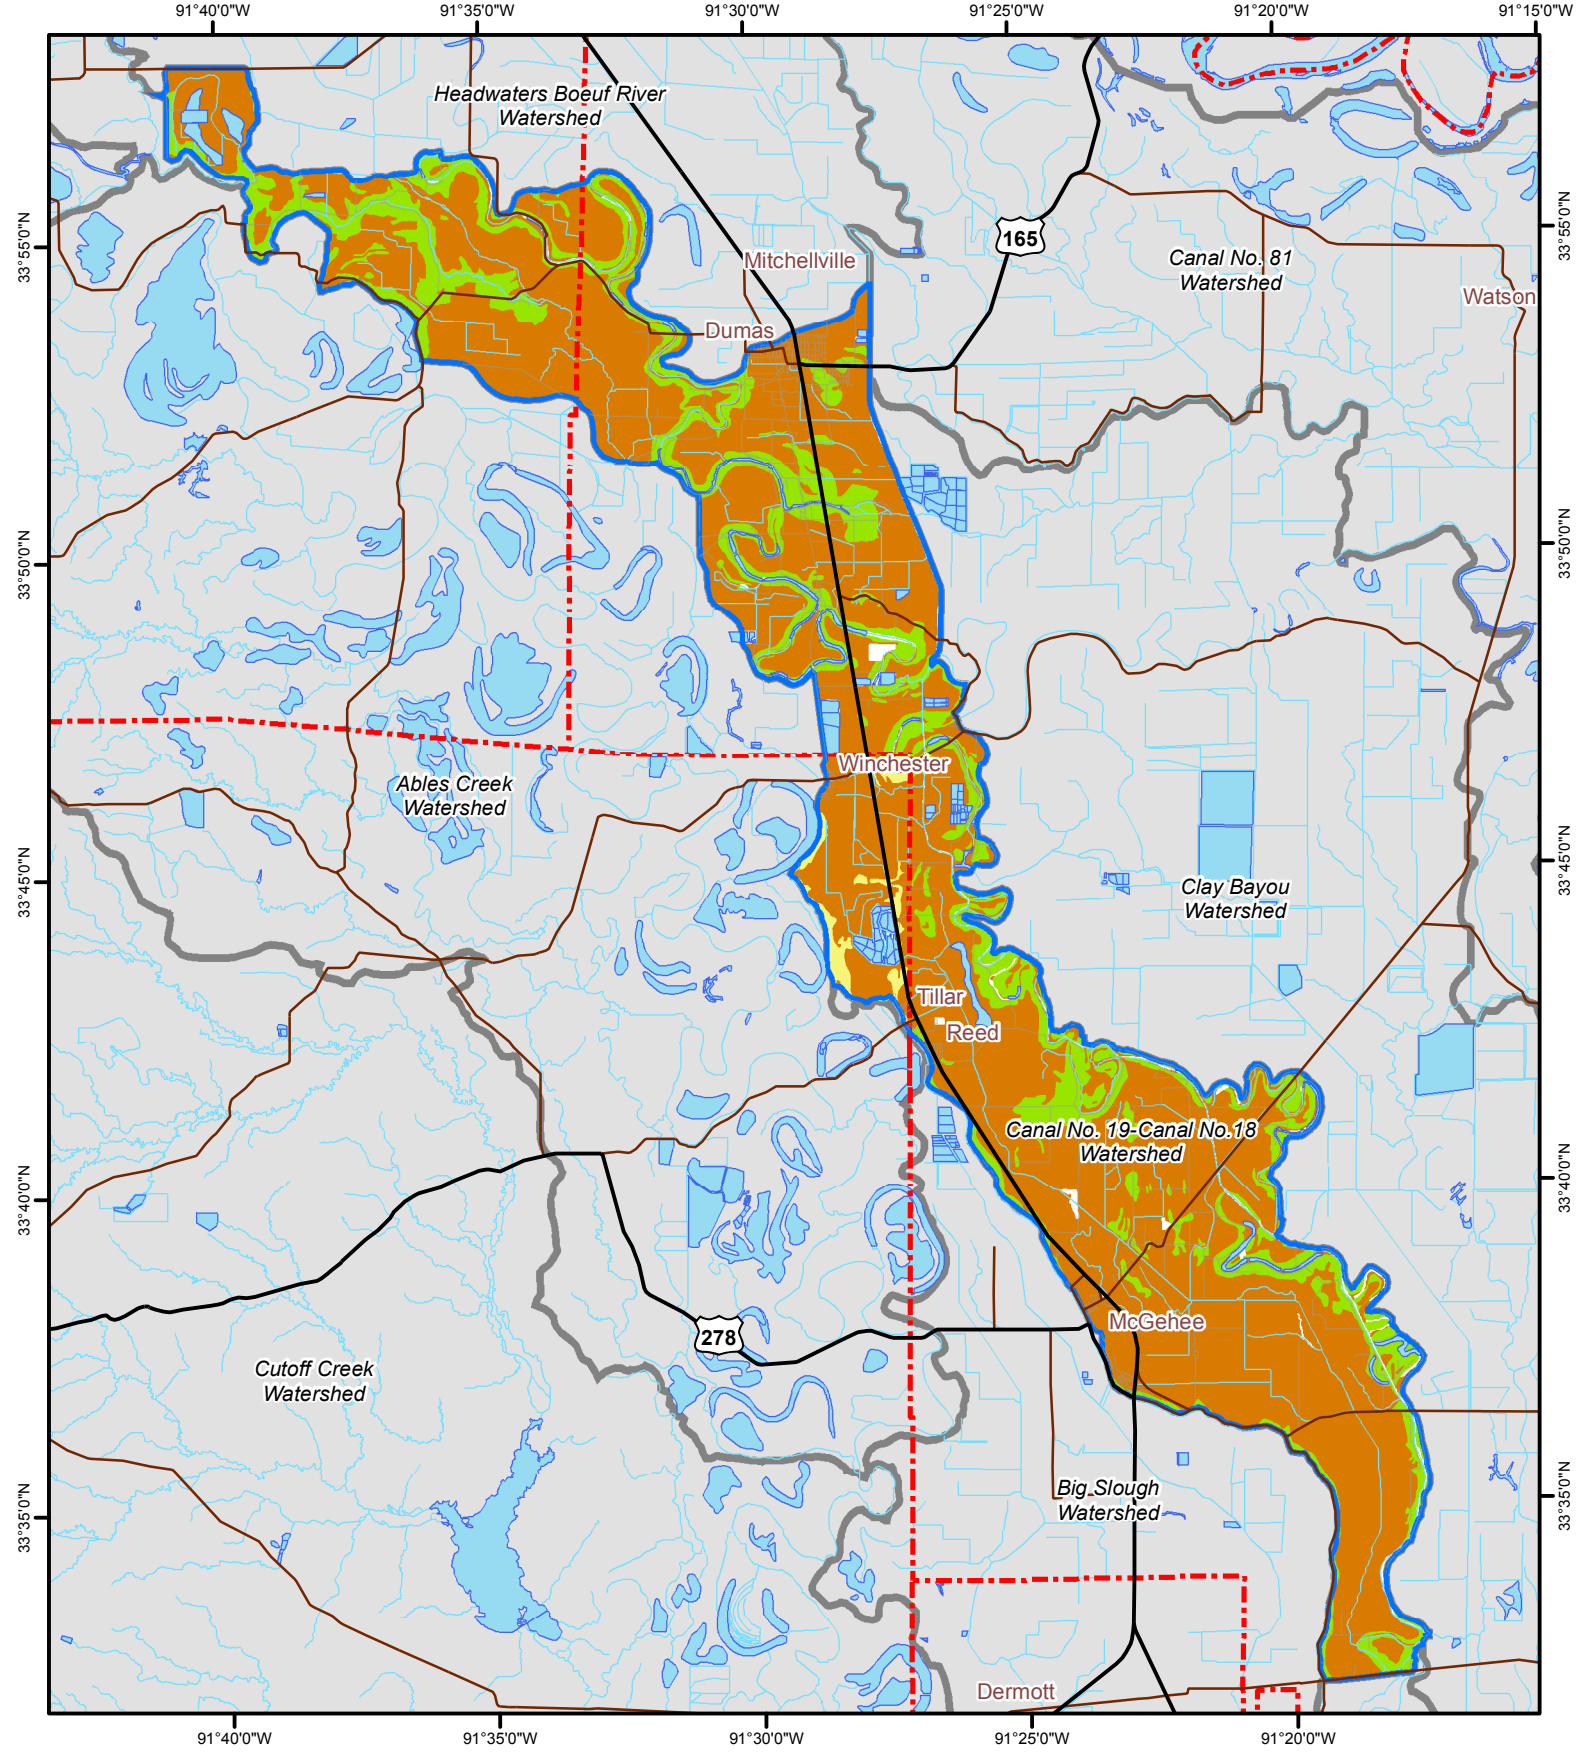 91°40'0"W 91°35'0"W 91°30'0"W 91°25'0"W 91°20'0"W 91°15'0"W
Headwaters Boeuf River
Watershed
33°55'0"N
33°55'0"N
165
Mitchellville
Canal No. 81
Watershed
Watson
Dumas
33°50'0"N
33°50'0"N
Winchester
Ables Creek
Watershed
33°45'0"N
33°45'0"N
Clay Bayou
Watershed
Tillar
Reed
Canal No. 19-Canal No.18
Watershed
33°40'0"N
33°40'0"N
McGehee
278
Cutoff Creek
Watershed
Big Slough
Watershed
33°35'0"N
33°35'0"N
Dermott
91°40'0"W 91°35'0"W 91°30'0"W 91°25'0"W 91°20'0"W